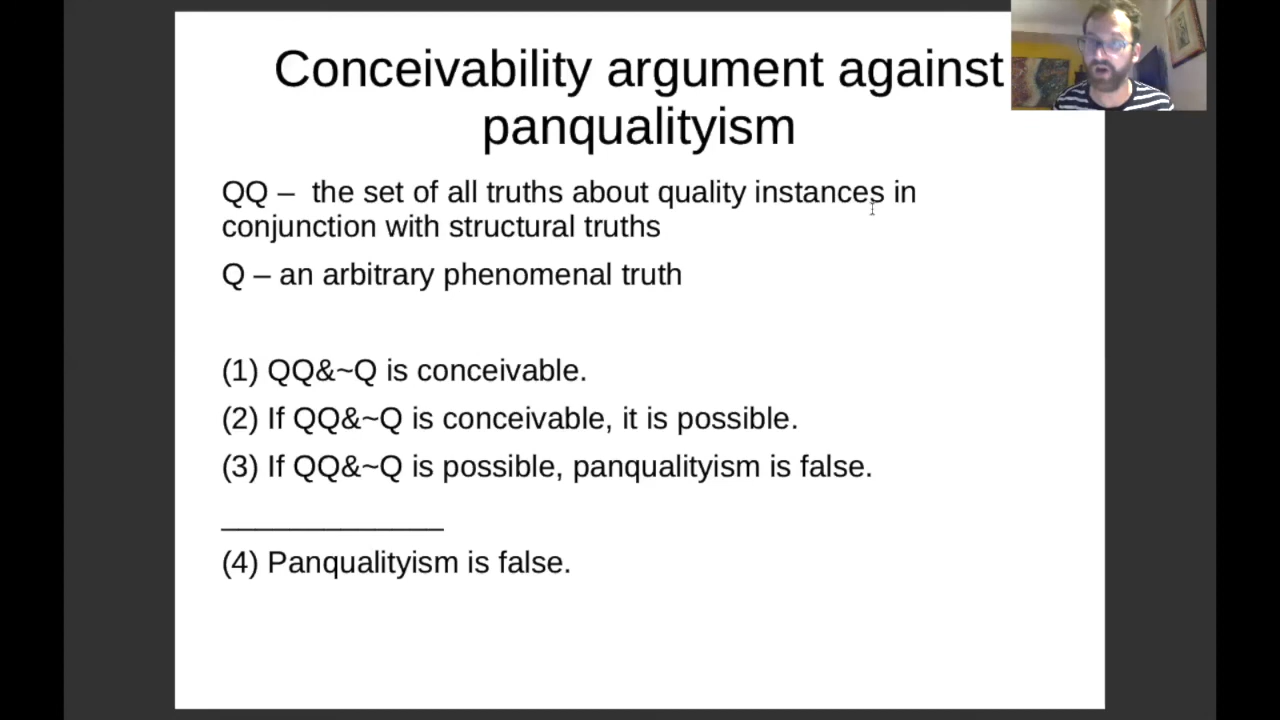 Conceivability argument against
panqualityism
QQ – the set of all truths about quality instances in
conjunction with structural truths
Q – an arbitrary phenomenal truth
(1) QQ&~Q is conceivable.
(2) If QQ&~Q is conceivable, it is possible.
(3) If QQ&~Q is possible, panqualityism is false.
______________
(4) Panqualityism is false.